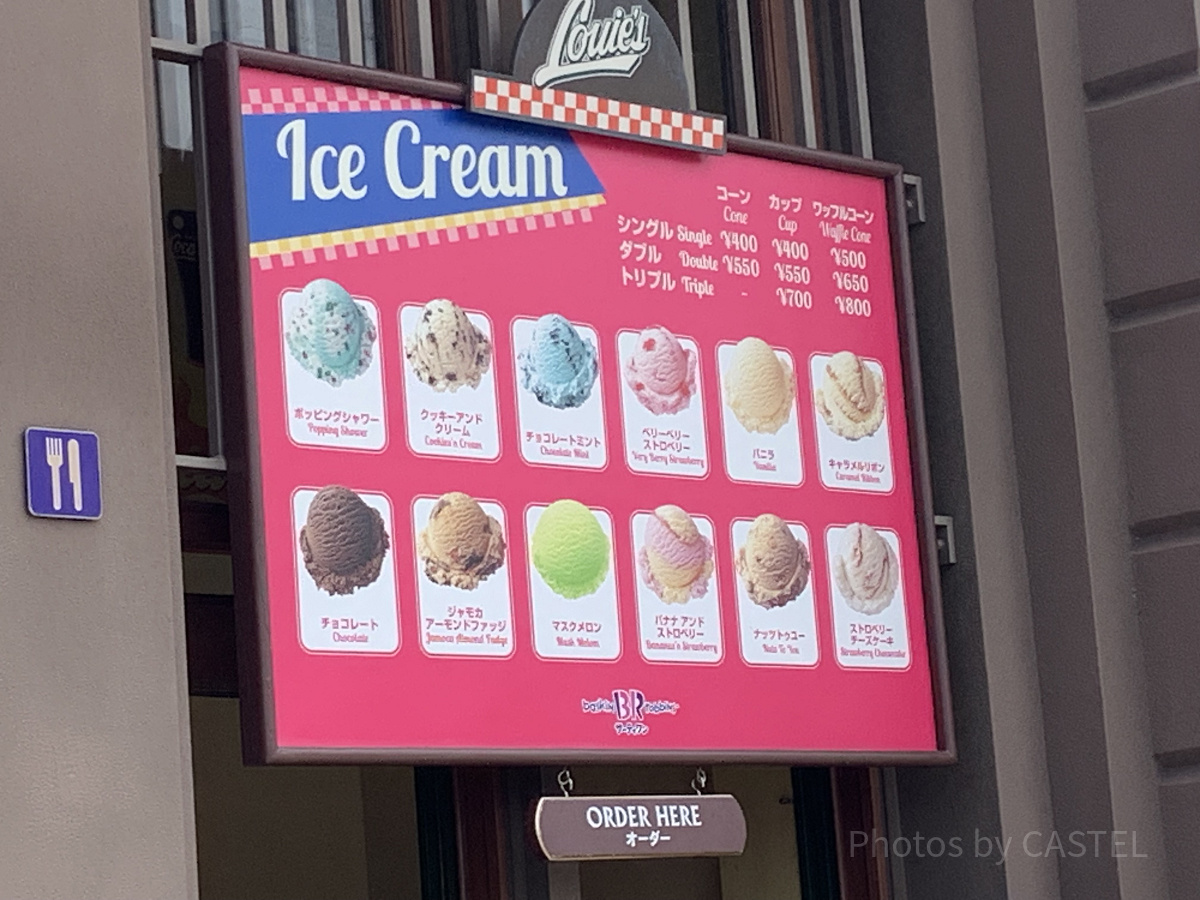 Louie's
Ice Cream
コーン カップ ワッフルコーン
Cone Cup Waffle Cone
シングル Single ¥400 ¥400 ¥500
ダブル Double ¥550 ¥550 ¥650
トリプル Triple - ¥700 ¥800
ポッピングシャワー
Popping Shower
クッキーアンド
クリーム
Cookies'n Cream
チョコレートミント
Chocolate Mint
ベリーベリー
ストロベリー
Very Berry Strawberry
バニラ
Vanilla
キャラメルリボン
Caramel Ribbon
チョコレート
Chocolate
ジャモカ
アーモンドファッジ
Jamoca Almond Fudge
マスクメロン
Musk Melon
バナナ アンド
ストロベリー
Bananas'n Strawberry
ナッツトゥユー
Nuts To You
ストロベリー
チーズケーキ
Strawberry Cheesecake
baskin BR robbins
サーティワン
ORDER HERE
オーダー
Photos by CASTEL